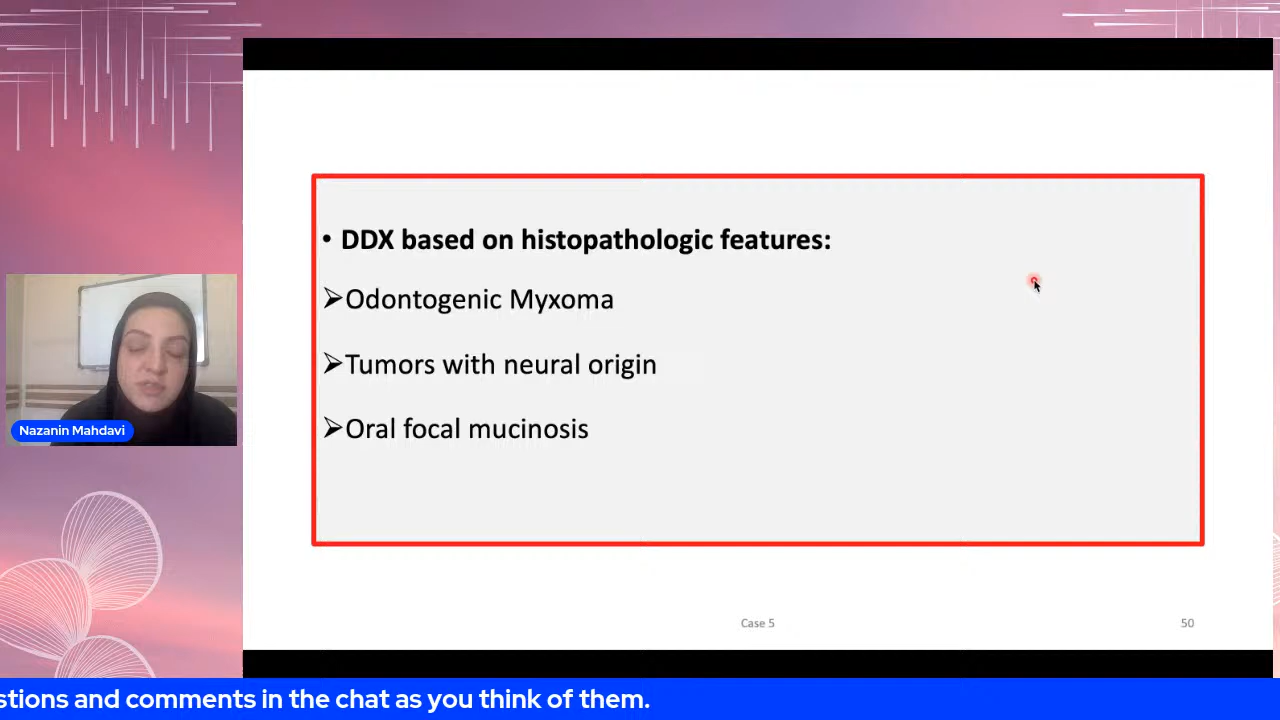 • DDX based on histopathologic features:
➢Odontogenic Myxoma
➢Tumors with neural origin
➢Oral focal mucinosis
Nazanin Mahdavi
Case 5
50
stions and comments in the chat as you think of them.